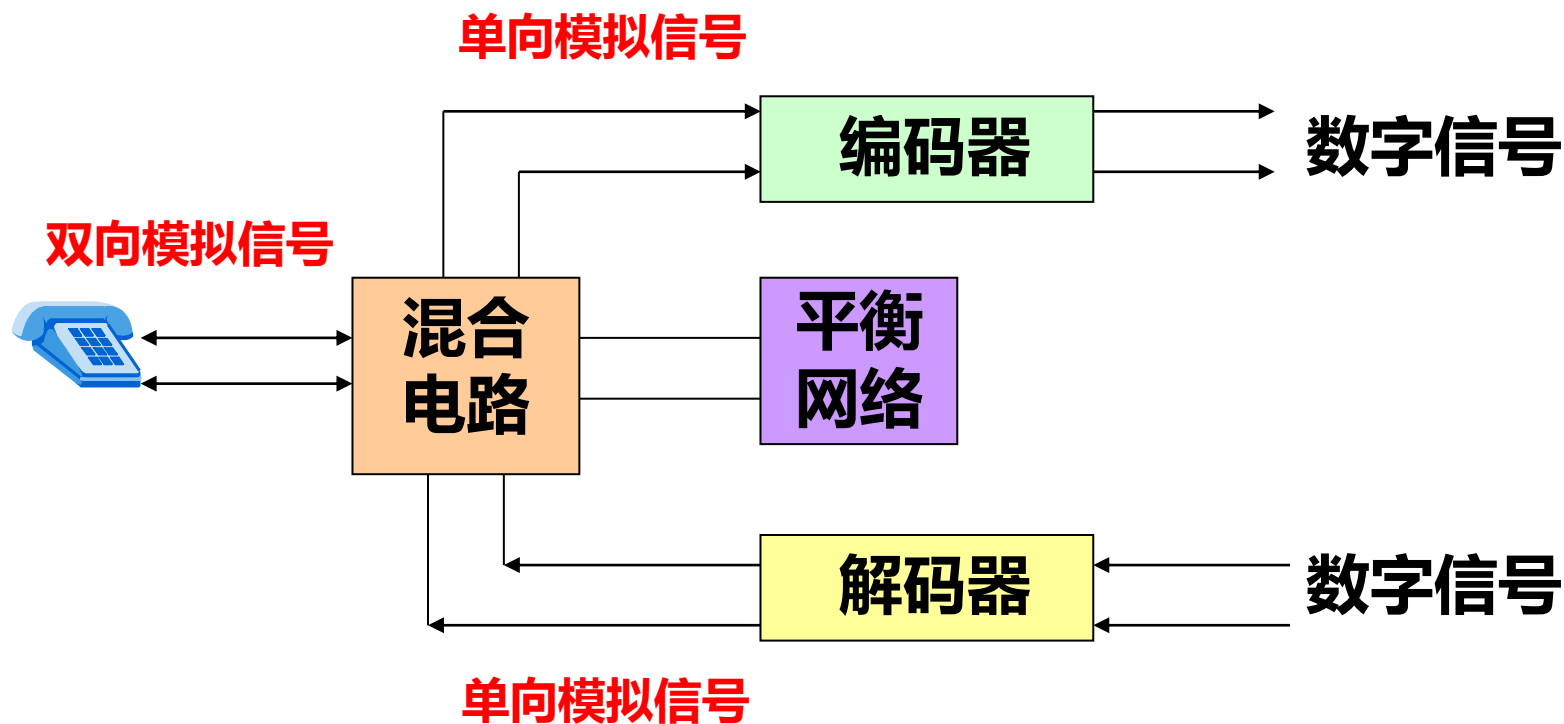 单向模拟信号
编码器
数字信号
双向模拟信号
混合
电路
平衡
网络
解码器
数字信号
单向模拟信号